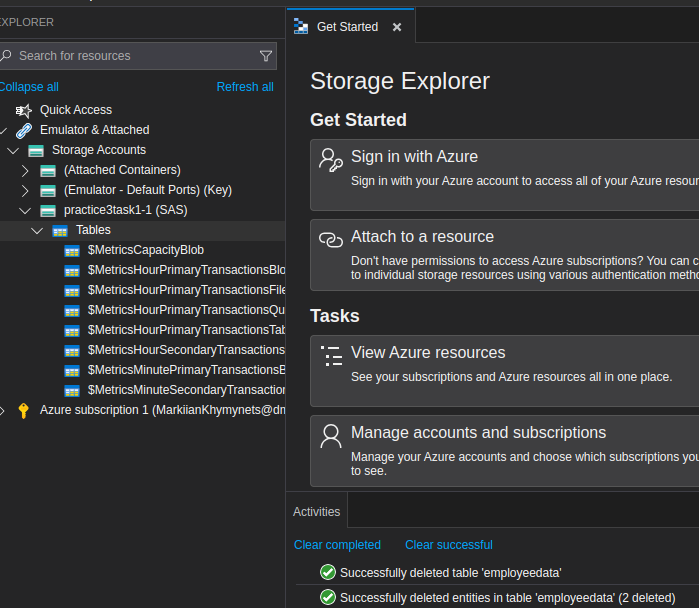 EXPLORER
Search for resources
Collapse all
Refresh all
Quick Access
Emulator & Attached
Storage Accounts
(Attached Containers)
(Emulator - Default Ports) (Key)
practice3task1-1 (SAS)
Tables
$MetricsCapacityBlob
$MetricsHourPrimaryTransactionsBlo
$MetricsHourPrimaryTransactionsFile
$MetricsHourPrimaryTransactionsQu
$MetricsHourPrimaryTransactionsTab
$MetricsHourSecondaryTransactions
$MetricsMinutePrimaryTransactionsB
$MetricsMinuteSecondaryTransaction
Azure subscription 1 (MarkiianKhymynets@dm
Get Started
Storage Explorer
Get Started
Sign in with Azure
Sign in with your Azure account to access all of your Azure resour
Attach to a resource
Don't have permissions to access Azure subscriptions? You can c
to individual storage resources using various authentication metho
Tasks
View Azure resources
See your subscriptions and Azure resources all in one place.
Manage accounts and subscriptions
Manage your Azure accounts and choose which subscriptions you
to see.
Activities
Clear completed
Clear successful
Successfully deleted table 'employeedata'
Successfully deleted entities in table 'employeedata' (2 deleted)